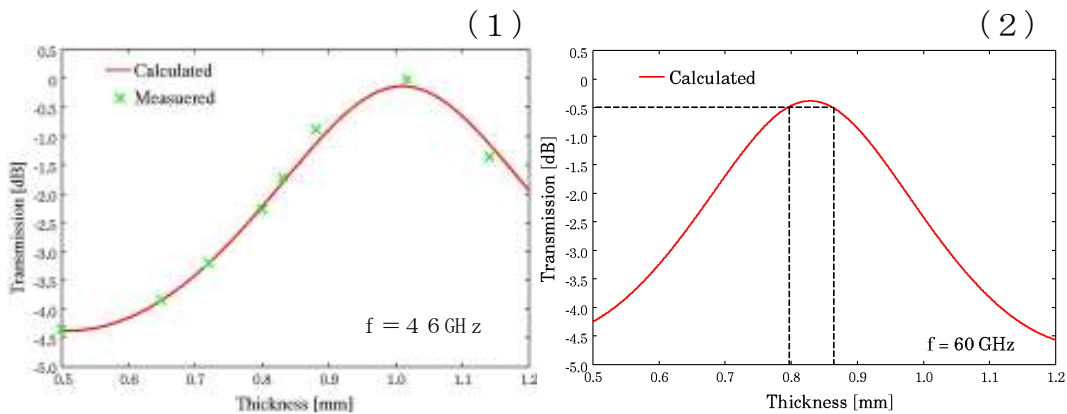 (1)
0.5
0
-0.5
-1.0
-1.5
-2.0
-2.5
-3.0
-3.5
-4.0
-4.5
-5.0
Transmission [dB]
Calculated
Measuered
f=46GHz
0.5 0.6 0.7 0.8 0.9 1.0 1.1 1.2
Thickness [mm]
(2)
0.5
0
-0.5
-1.0
-1.5
-2.0
-2.5
-3.0
-3.5
-4.0
-4.5
-5.0
Transmission [dB]
Calculated
f = 60 GHz
0.5 0.6 0.7 0.8 0.9 1.0 1.1 1.2
Thickness [mm]